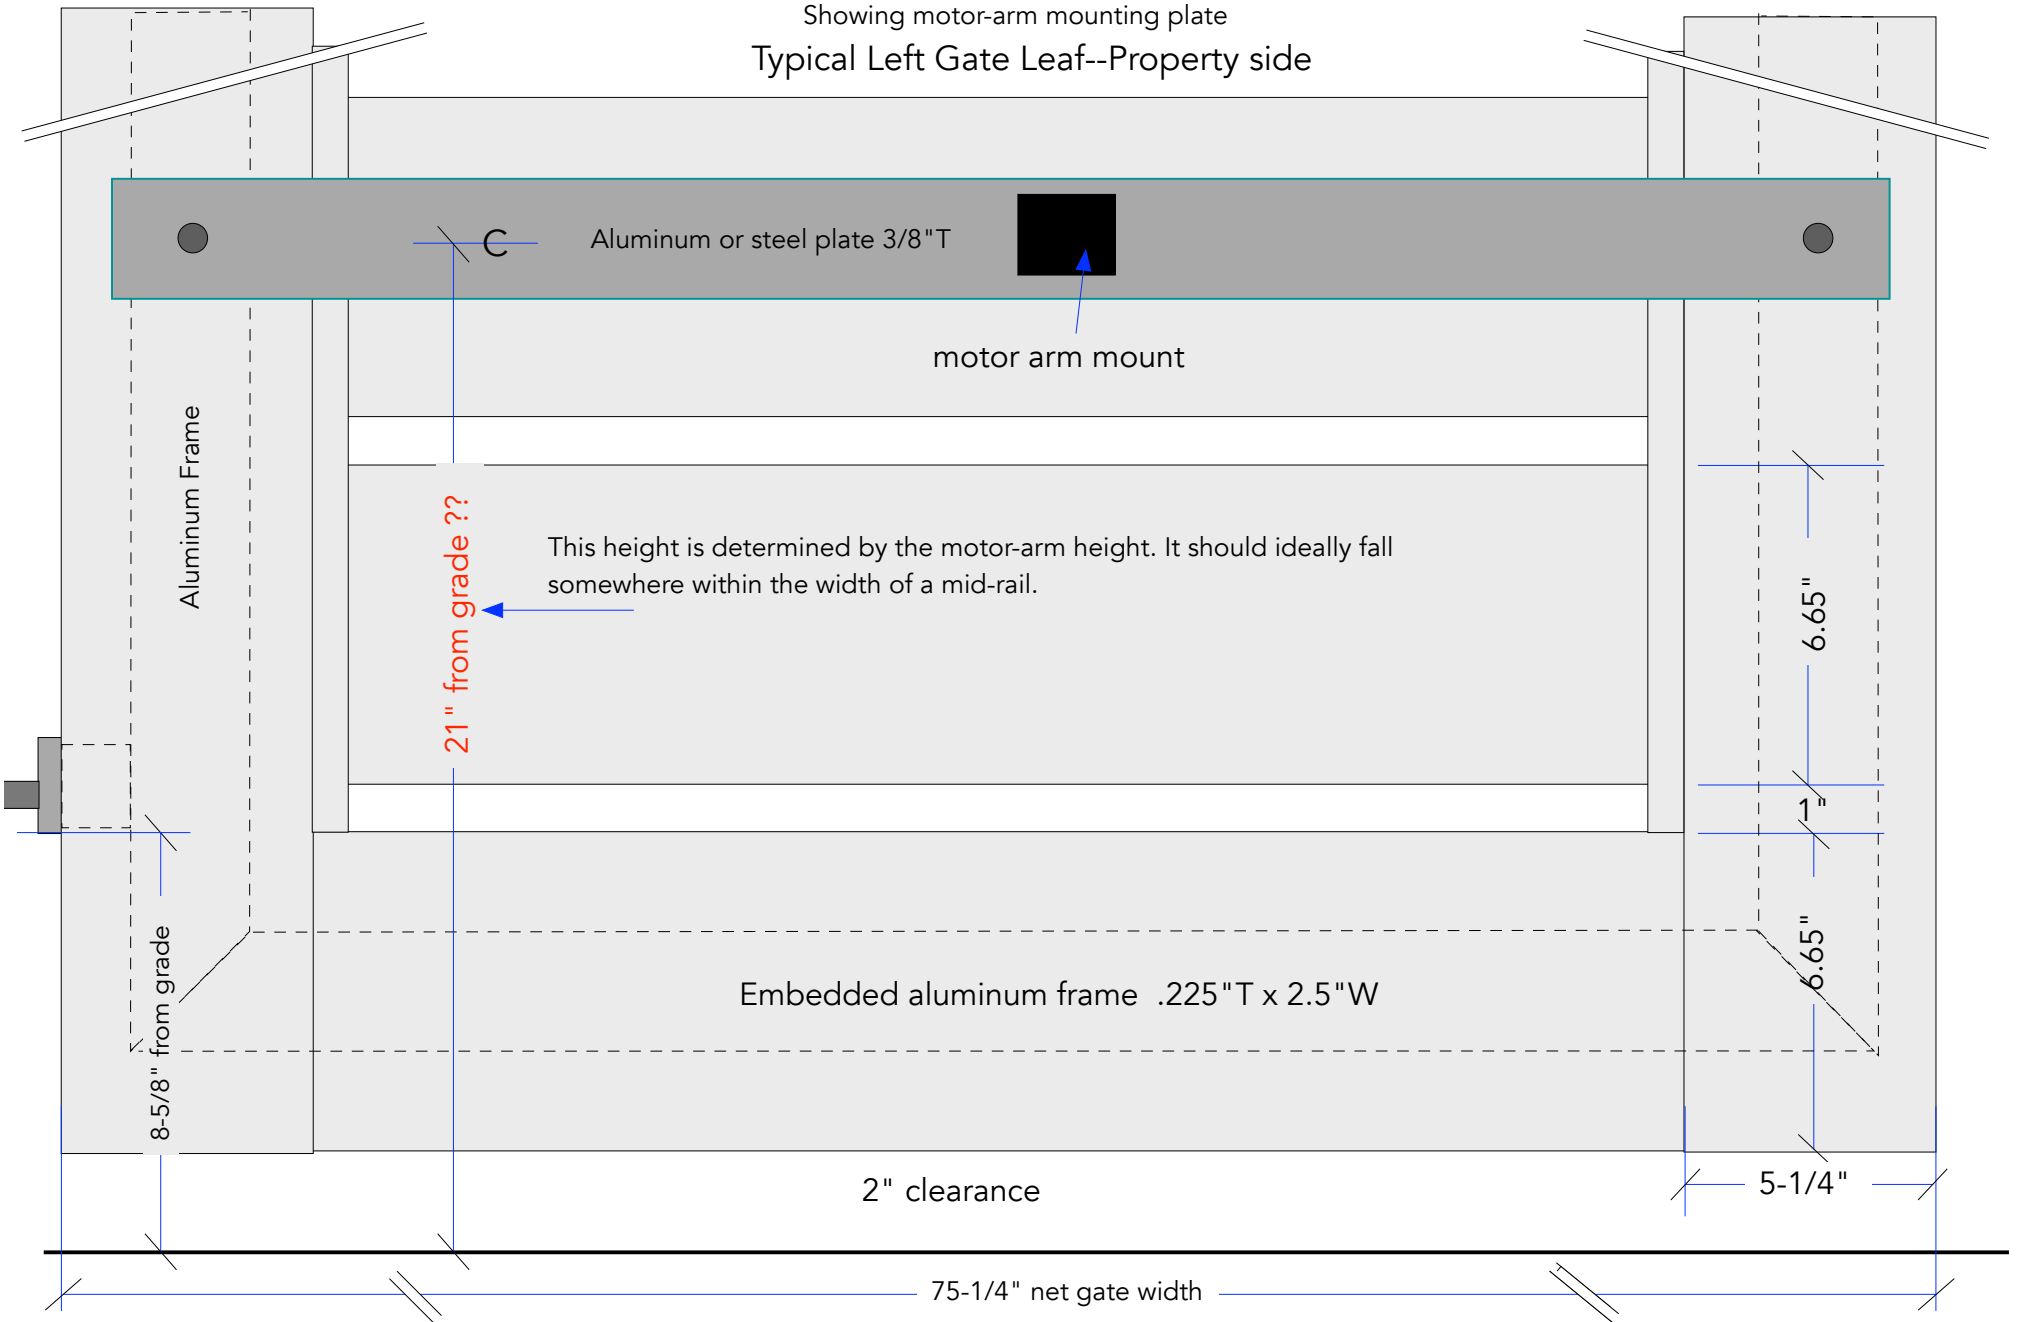 Showing motor-arm mounting plate
Typical Left Gate Leaf--Property side
C
Aluminum or steel plate 3/8"T
motor arm mount
Aluminum Frame
21" from grade ??
This height is determined by the motor-arm height. It should ideally fall
somewhere within the width of a mid-rail.
6.65"
1"
6.65"
8-5/8" from grade
Embedded aluminum frame .225"T x 2.5"W
2" clearance
5-1/4"
75-1/4" net gate width